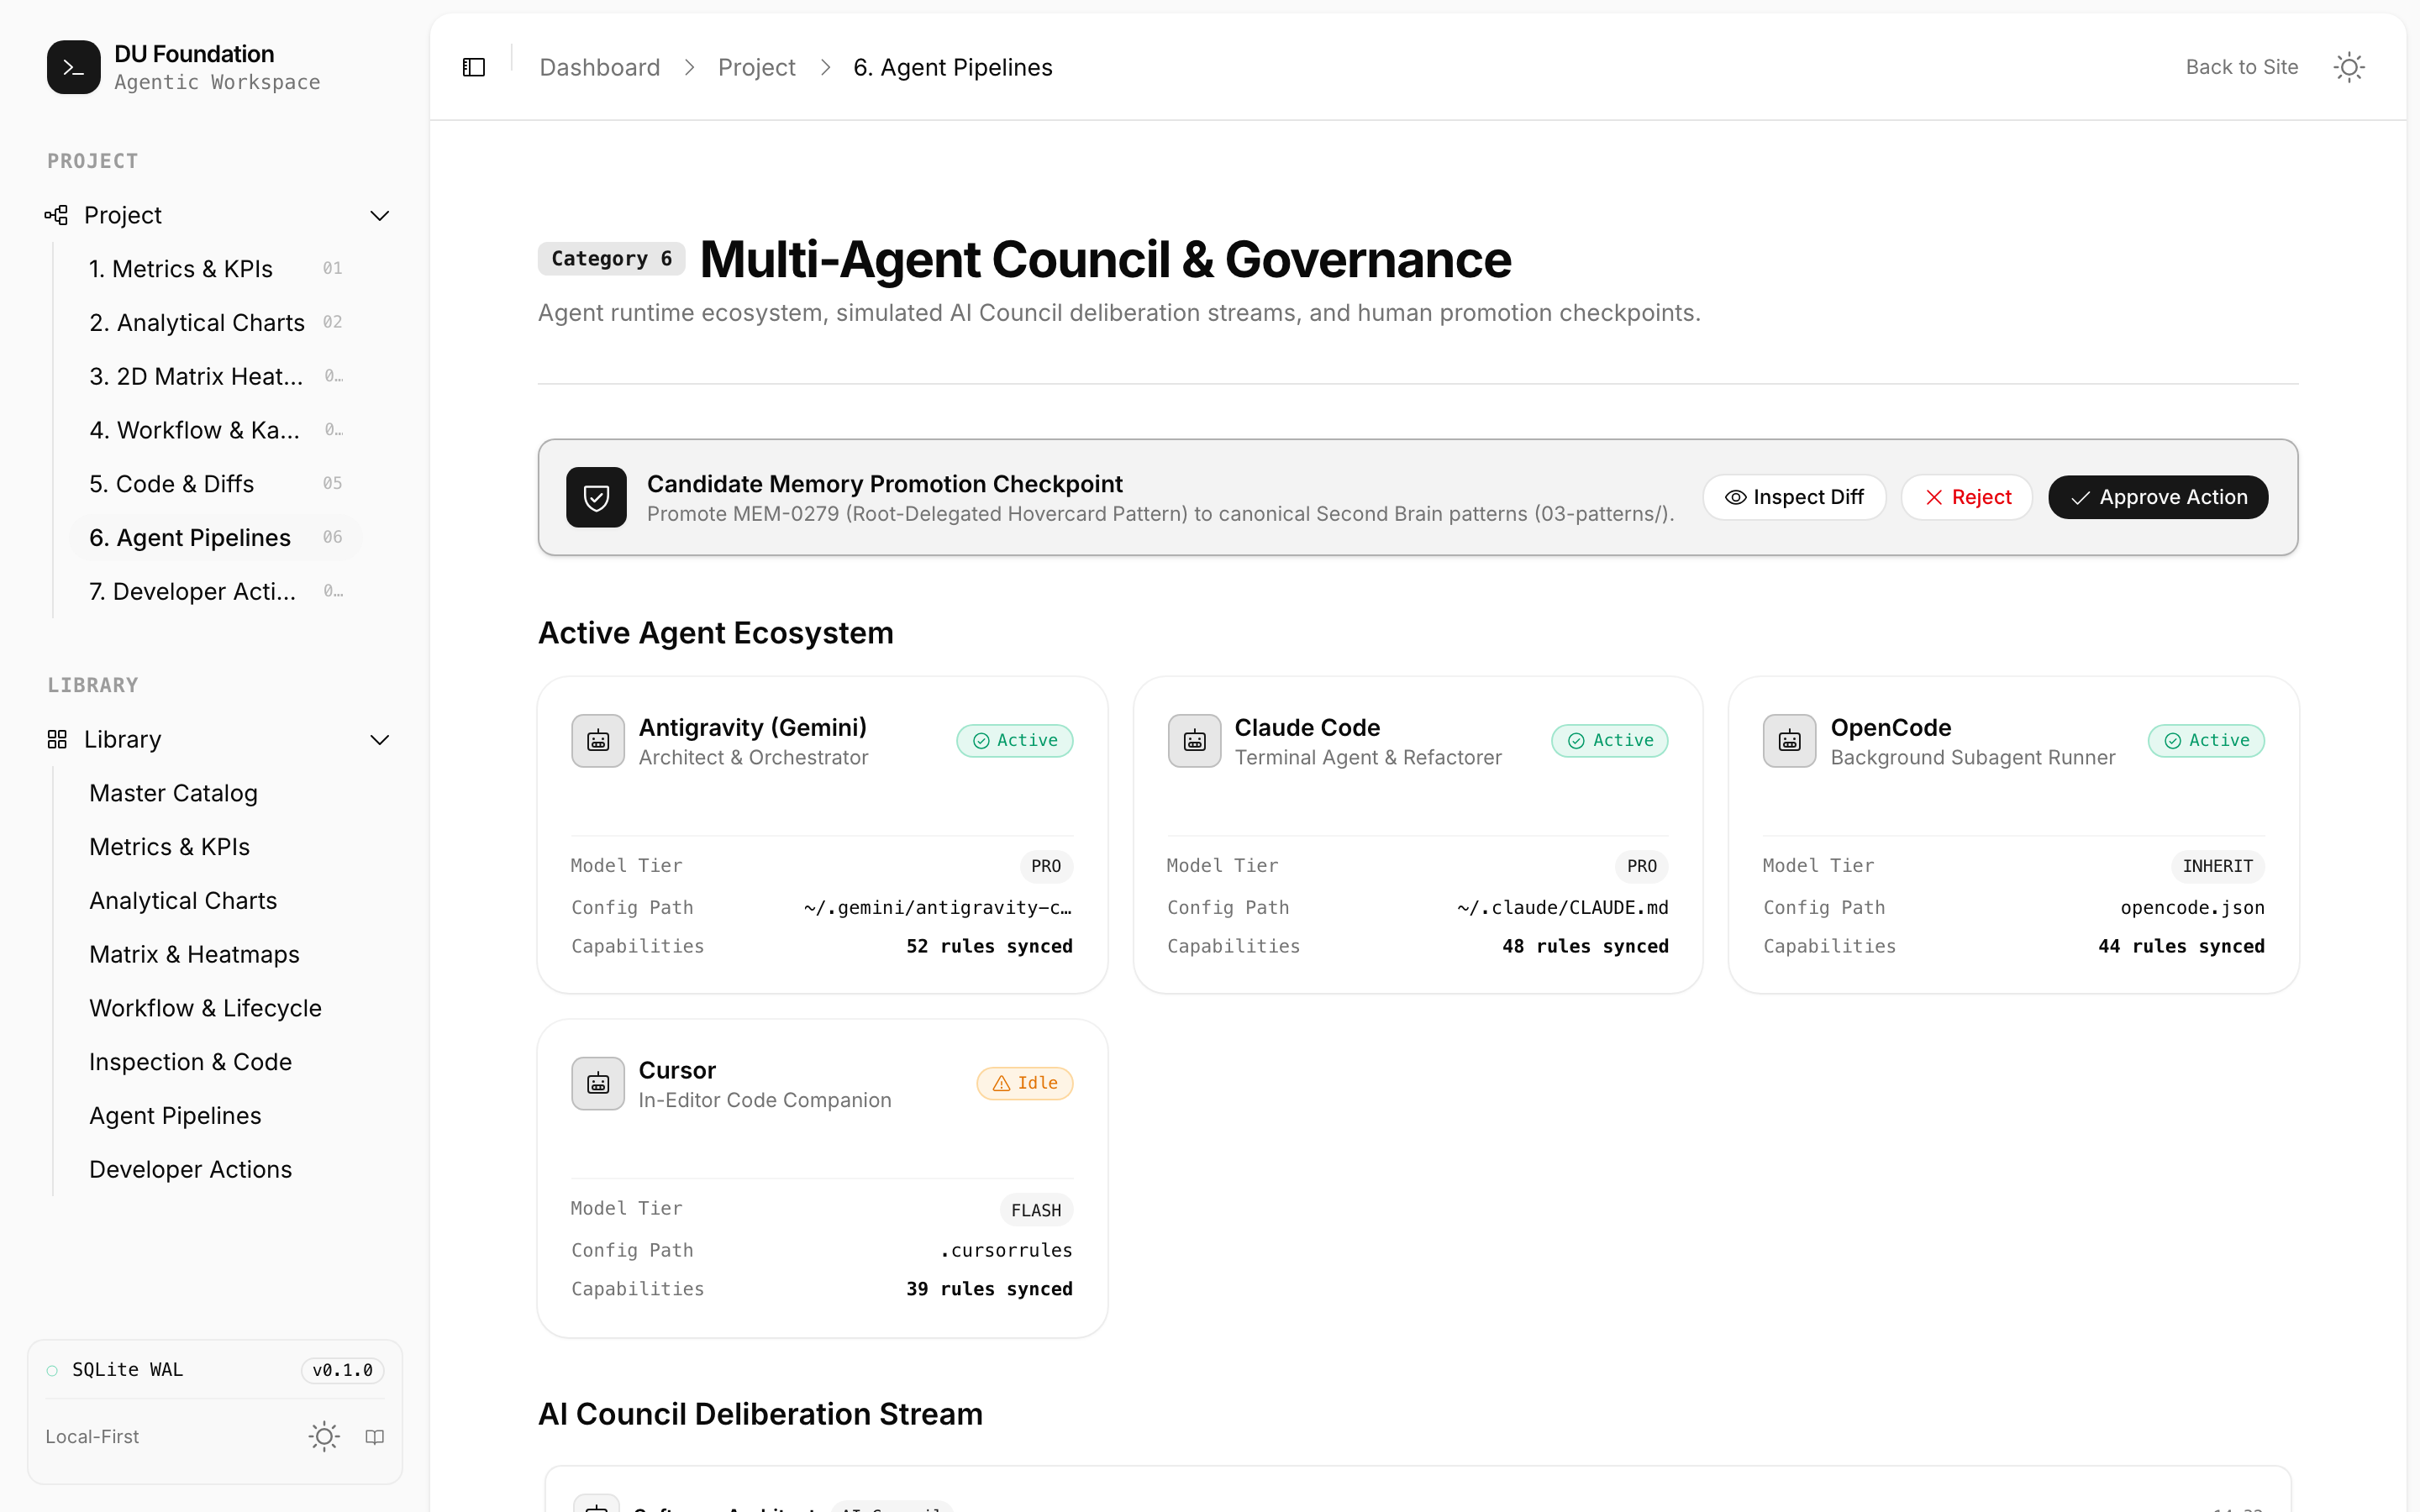 DU Foundation
Agentic Workspace
PROJECT
Project
1. Metrics & KPIs 01
2. Analytical Charts 02
3. 2D Matrix Heat... 0...
4. Workflow & Ka... 0...
5. Code & Diffs 05
6. Agent Pipelines 06
7. Developer Acti... 0...
LIBRARY
Library
Master Catalog
Metrics & KPIs
Analytical Charts
Matrix & Heatmaps
Workflow & Lifecycle
Inspection & Code
Agent Pipelines
Developer Actions
SQLite WAL v0.1.0
Local-First
Dashboard > Project > 6. Agent Pipelines
Back to Site
Category 6 Multi-Agent Council & Governance
Agent runtime ecosystem, simulated AI Council deliberation streams, and human promotion checkpoints.
Candidate Memory Promotion Checkpoint
Promote MEM-0279 (Root-Delegated Hovercard Pattern) to canonical Second Brain patterns (03-patterns/).
Inspect Diff
Reject
Approve Action
Active Agent Ecosystem
Antigravity (Gemini)
Architect & Orchestrator
Active
Model Tier PRO
Config Path ~/.gemini/antigravity-c...
Capabilities 52 rules synced
Claude Code
Terminal Agent & Refactorer
Active
Model Tier PRO
Config Path ~/.claude/CLAUDE.md
Capabilities 48 rules synced
OpenCode
Background Subagent Runner
Active
Model Tier INHERIT
Config Path opencode.json
Capabilities 44 rules synced
Cursor
In-Editor Code Companion
Idle
Model Tier FLASH
Config Path .cursorrules
Capabilities 39 rules synced
AI Council Deliberation Stream
Software Architect AI Council